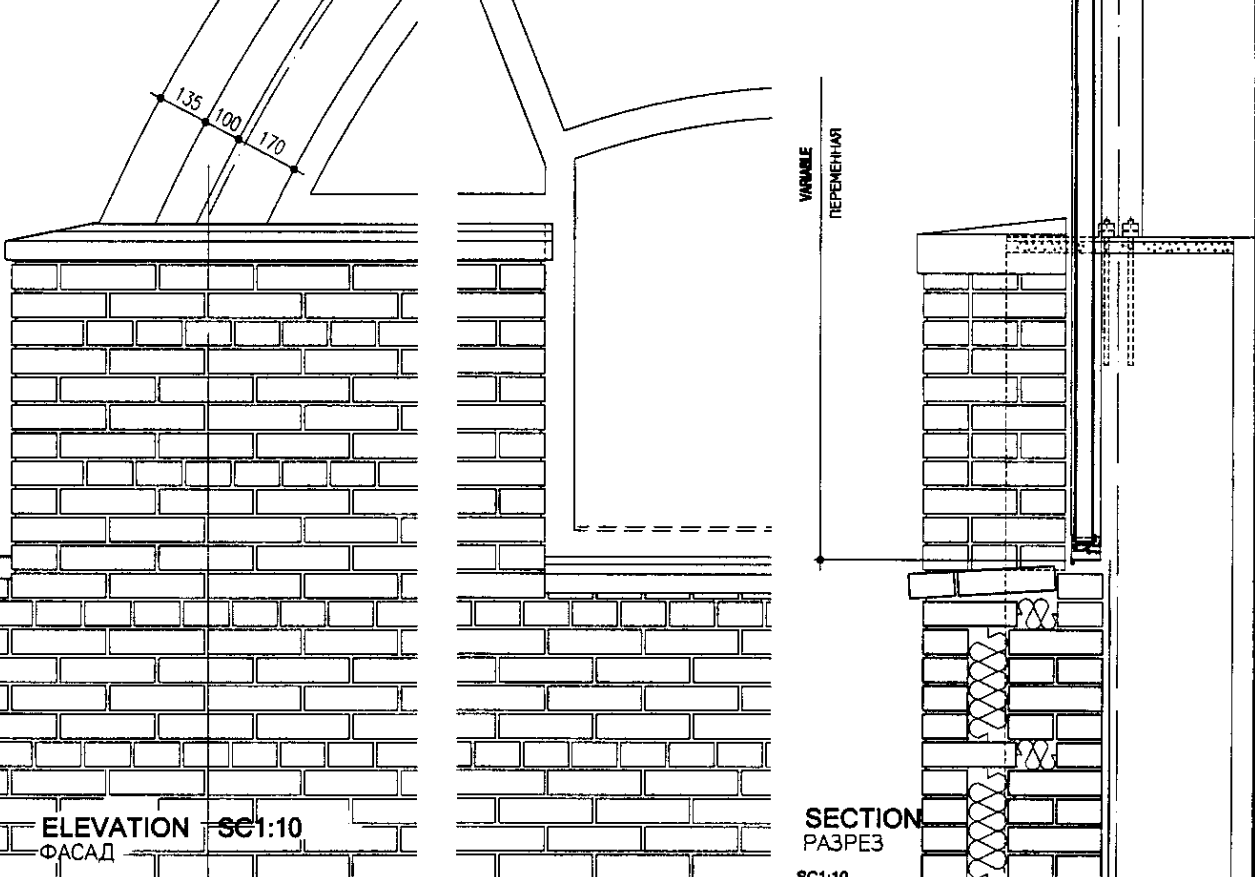 135
100
170
VARIABLE
ПЕРЕМЕННАЯ
ELEVATION SC1:10
ФАСАД
SECTION
РАЗРЕЗ
SC1:10